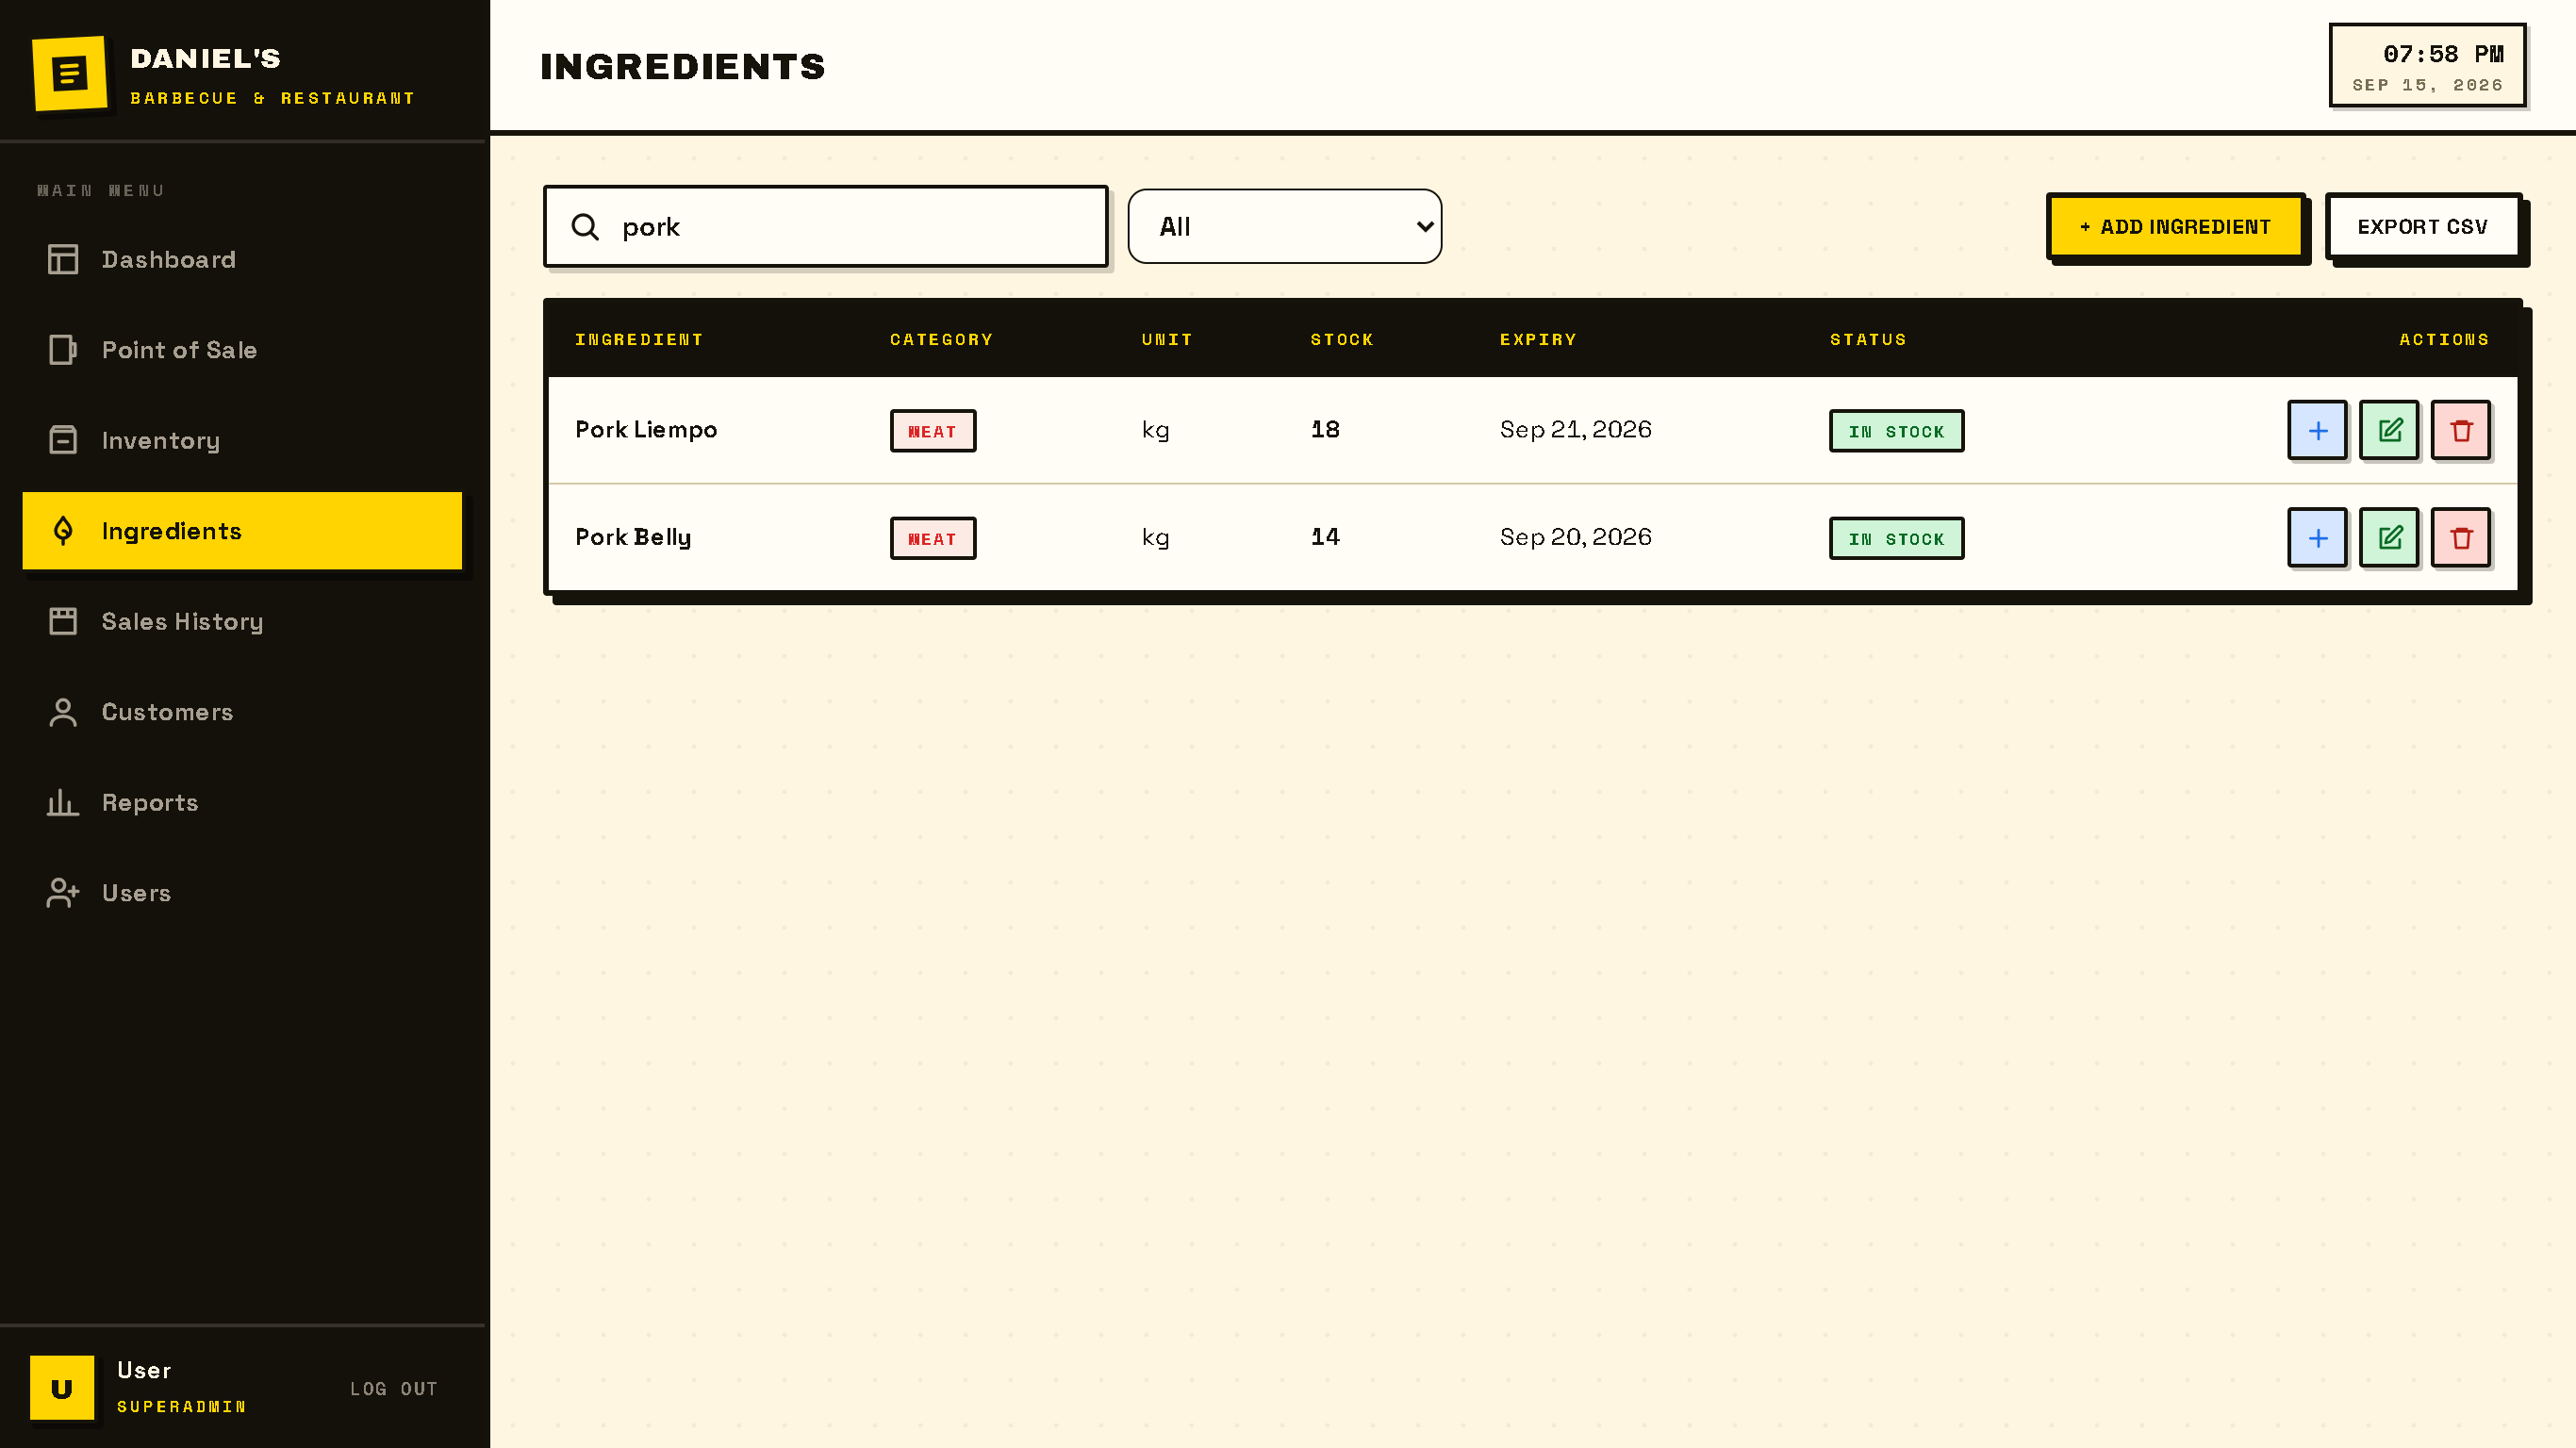 DANIEL'S
BARBECUE & RESTAURANT
MAIN MENU
Dashboard
Point of Sale
Inventory
Ingredients
Sales History
Customers
Reports
Users
U
User
SUPERADMIN
LOG OUT
INGREDIENTS
07:58 PM
SEP 15, 2026
pork
All
+ ADD INGREDIENT
EXPORT CSV
INGREDIENT CATEGORY UNIT STOCK EXPIRY STATUS ACTIONS
Pork Liempo MEAT kg 18 Sep 21, 2026 IN STOCK
Pork Belly MEAT kg 14 Sep 20, 2026 IN STOCK